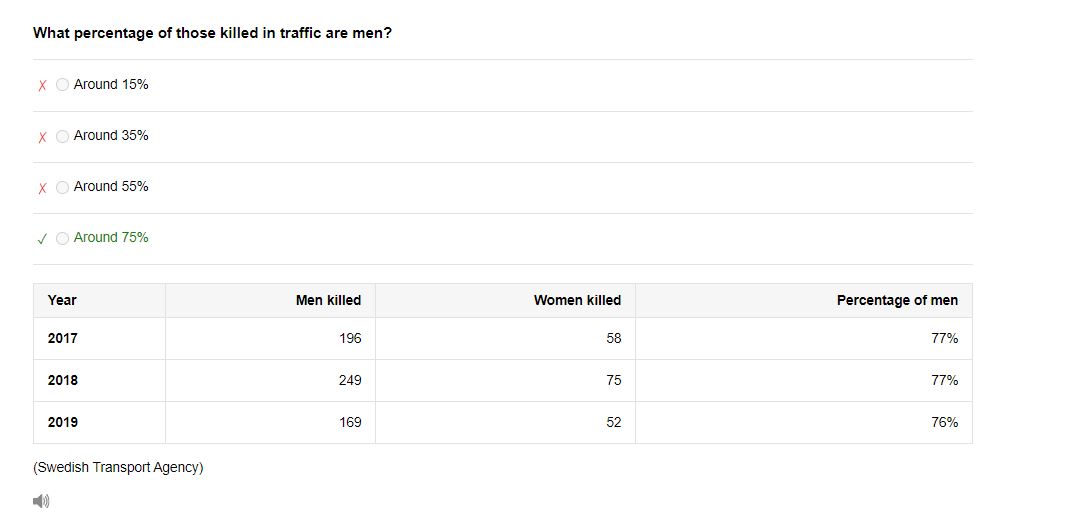 What percentage of those killed in traffic are men?
Around 15%
Around 35%
Around 55%
Around 75%
Year Men killed Women killed Percentage of men
2017 196 58 77%
2018 249 75 77%
2019 169 52 76%
(Swedish Transport Agency)